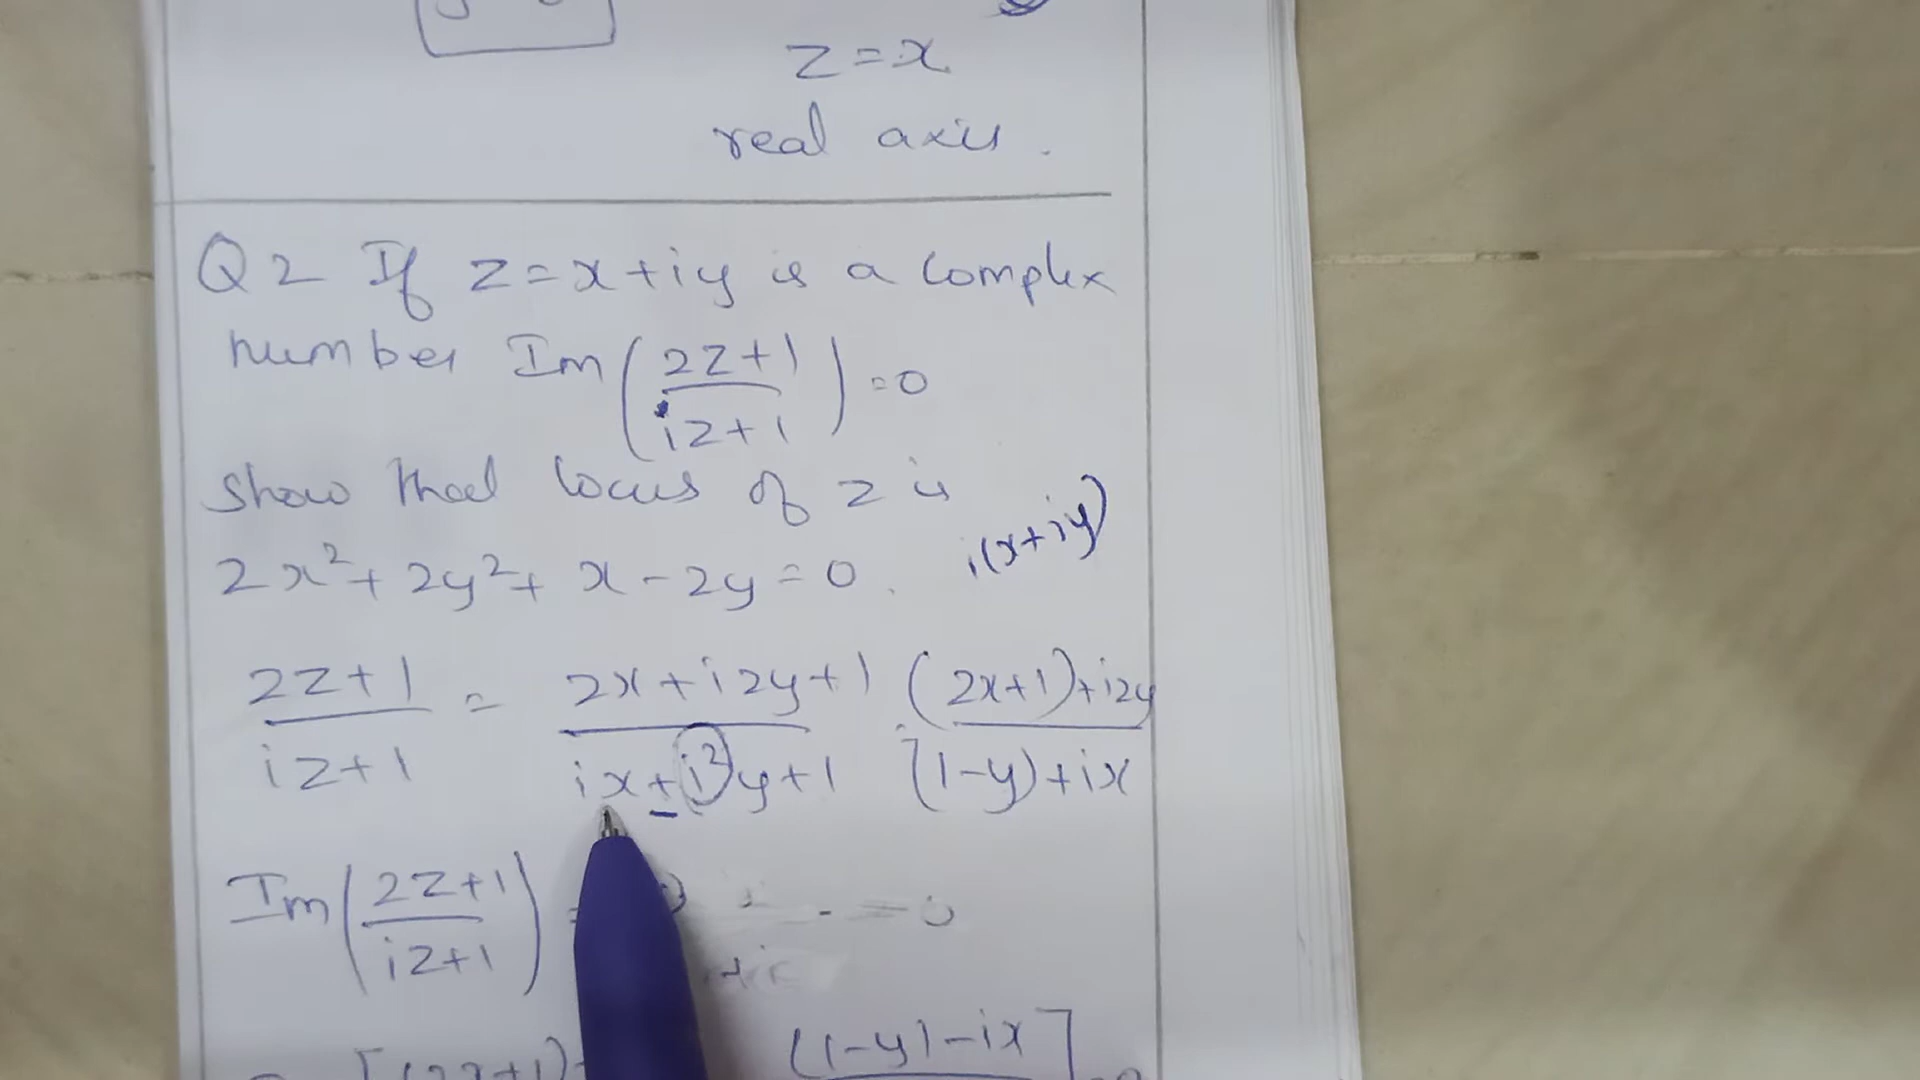 z = x
real axis.
Q2 If z = x + iy is a complex
number Im(2z+1 / iz+1) = 0
show that locus of z is
i(x+iy)
2x² + 2y² + x - 2y = 0.
2z+1 / iz+1 = 2x + i2y + 1 / ix + i²y + 1 (2x+1) + i2y / (1-y) + ix
Im(2z+1 / iz+1) = 0
(1-y) - ix]